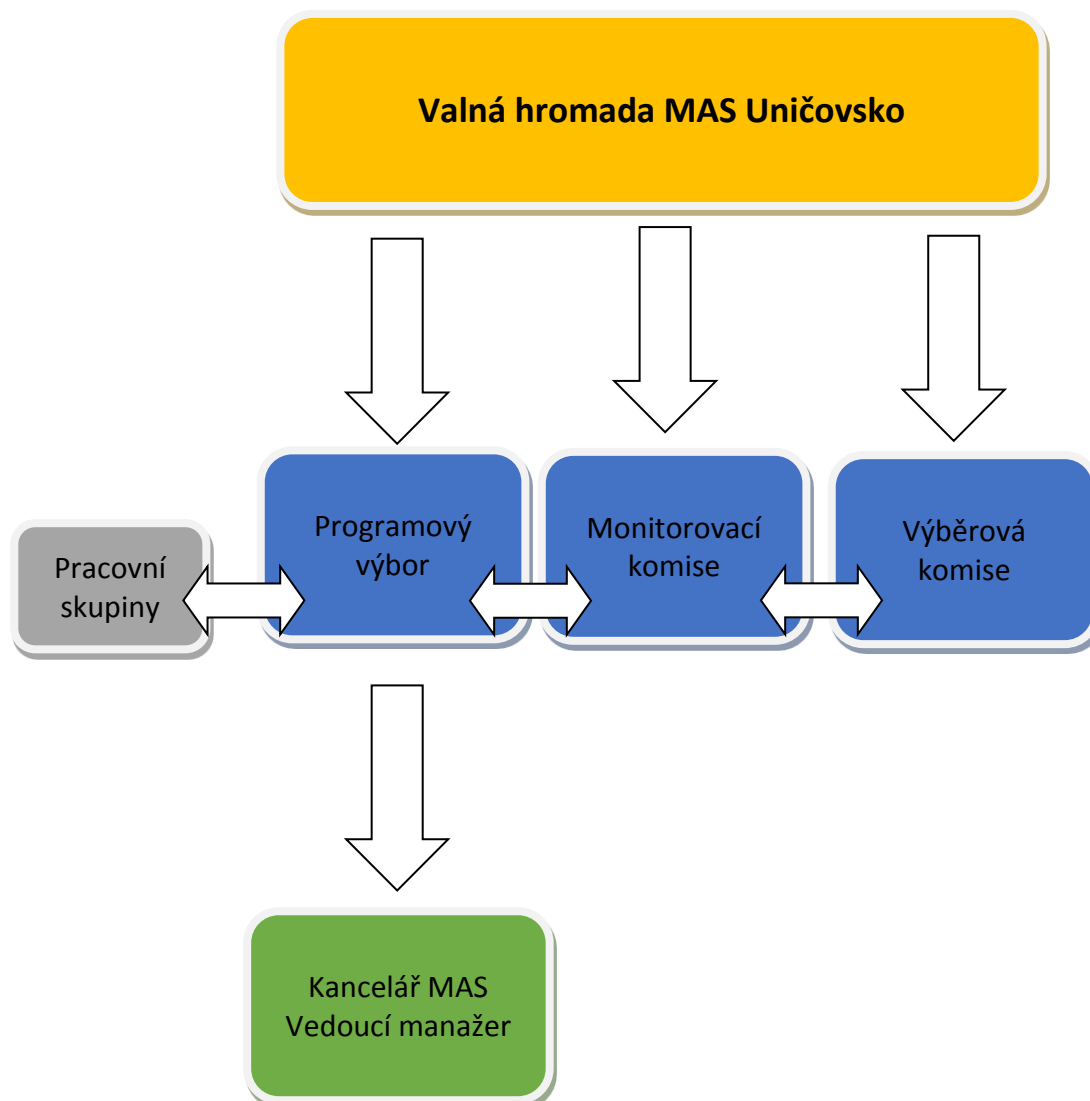 Valná hromada MAS Uničovsko
Programový
výbor
Monitorovací
komise
Výběrová
komise
Pracovní
skupiny
Kancelář MAS
Vedoucí manažer